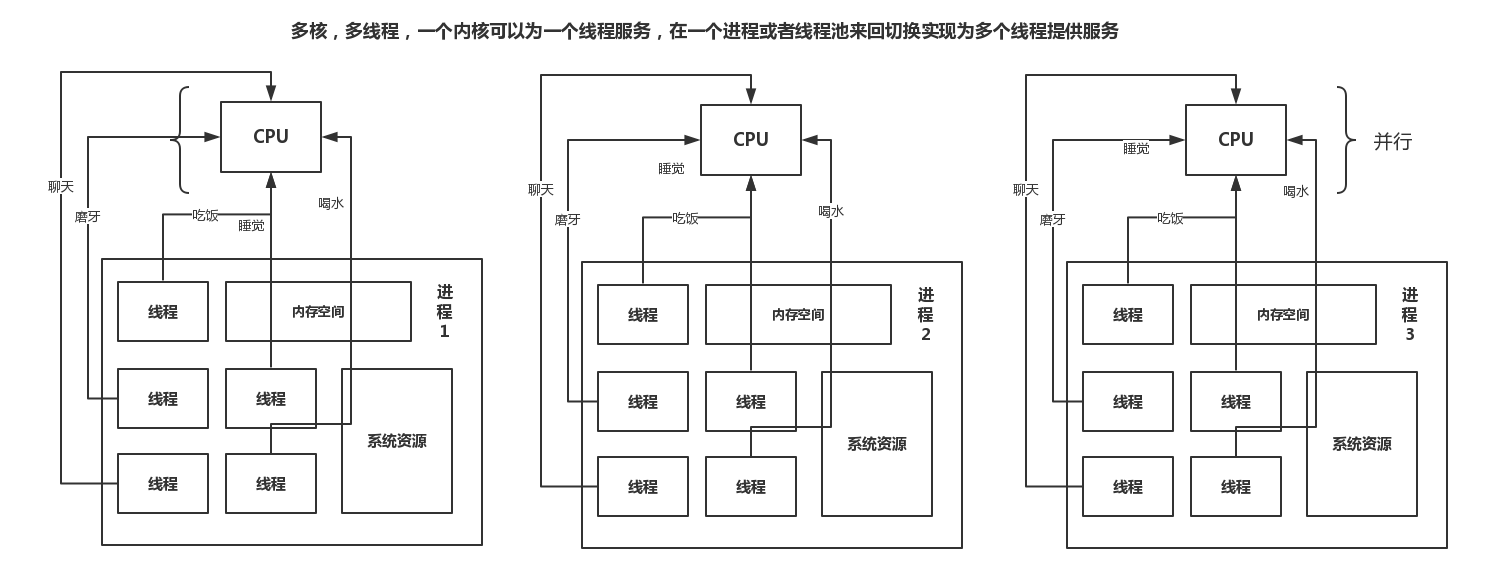 多核，多线程，一个内核可以为一个线程服务，在一个进程或者线程池来回切换实现为多个线程提供服务
CPU
聊天
磨牙
吃饭
睡觉
喝水
线程
内存空间
进
程
1
线程
线程
系统资源
线程
线程
CPU
睡觉
聊天
磨牙
吃饭
喝水
线程
内存空间
进
程
2
线程
线程
系统资源
线程
线程
CPU
并行
睡觉
聊天
磨牙
吃饭
喝水
线程
内存空间
进
程
3
线程
线程
系统资源
线程
线程